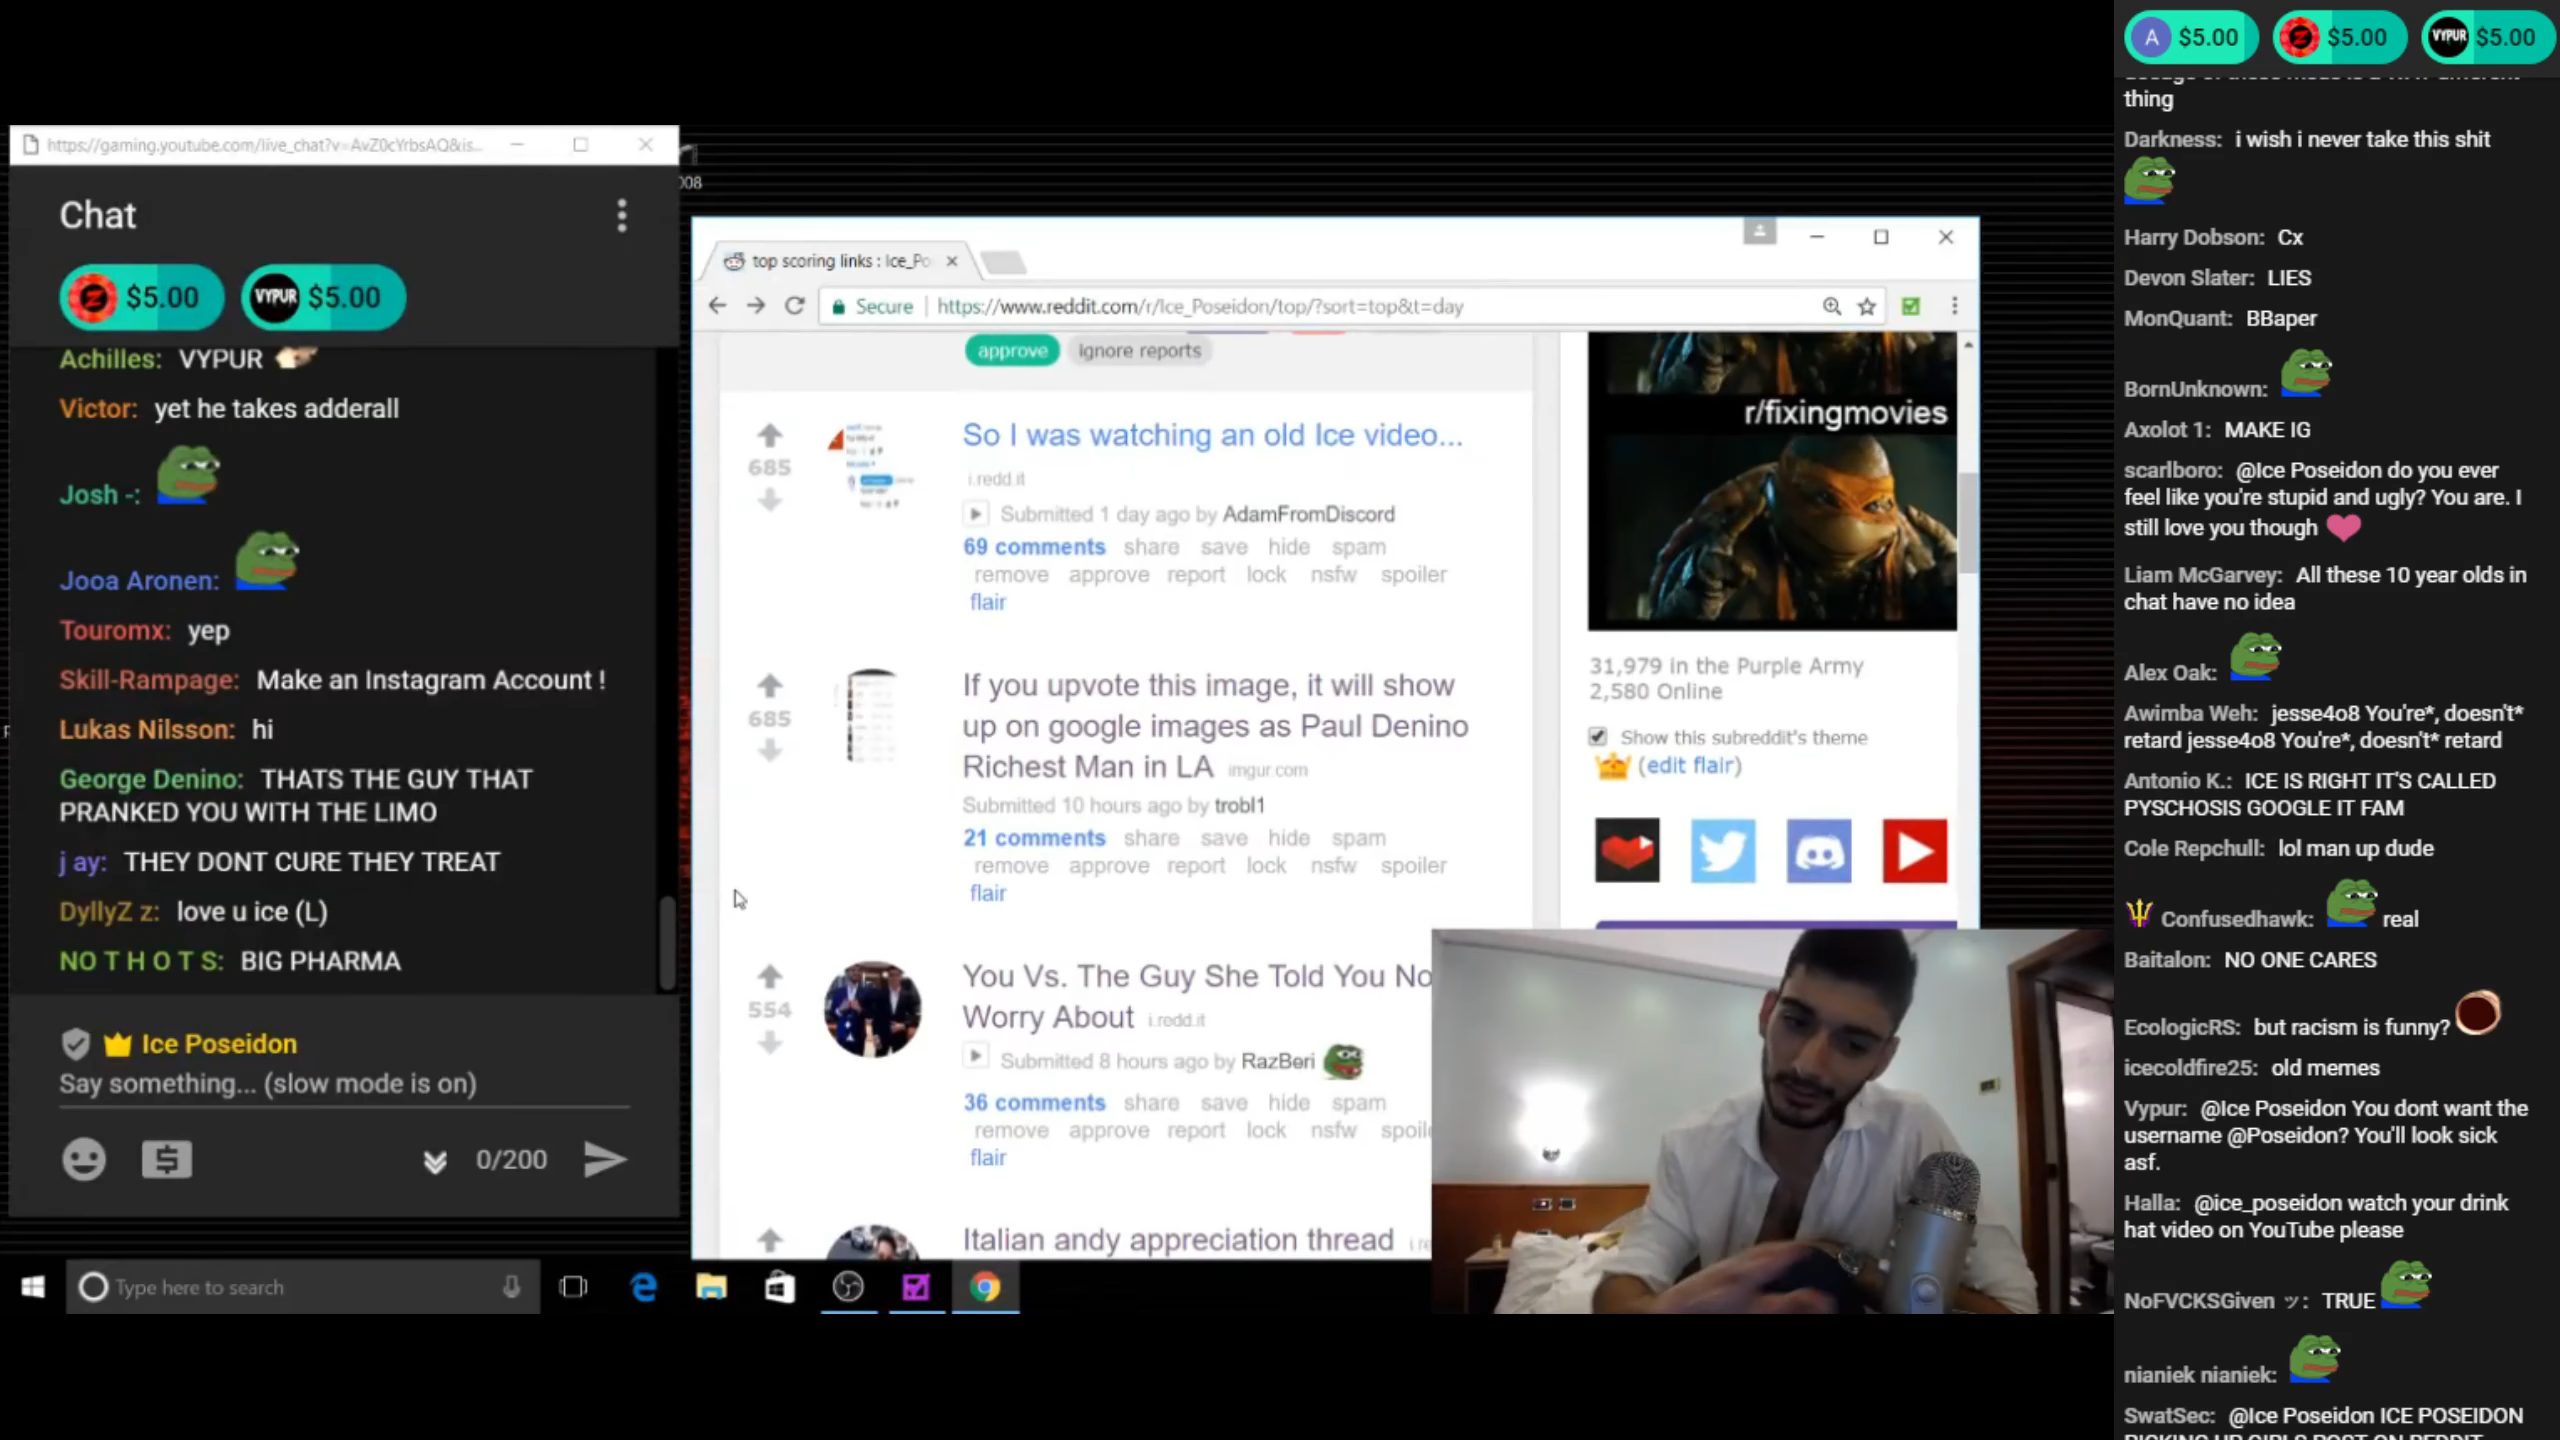 https://gaming.youtube.com/live_chat?v=AvZ0cYrbsAQ&is...
Chat
$5.00
VYPUR $5.00
Achilles: VYPUR
Victor: yet he takes adderall
Josh -:
Jooa Aronen:
Touromx: yep
Skill-Rampage: Make an Instagram Account !
Lukas Nilsson: hi
George Denino: THATS THE GUY THAT
PRANKED YOU WITH THE LIMO
j ay: THEY DONT CURE THEY TREAT
DyllyZ z: love u ice (L)
NO T H O T S: BIG PHARMA
Ice Poseidon
Say something... (slow mode is on)
0/200
Type here to search
008
top scoring links : Ice_Po
Secure https://www.reddit.com/r/Ice_Poseidon/top/?sort=top&t=day
approve ignore reports
685
So I was watching an old Ice video...
i.redd.it
Submitted 1 day ago by AdamFromDiscord
69 comments share save hide spam
remove approve report lock nsfw spoiler
flair
685
If you upvote this image, it will show
up on google images as Paul Denino
Richest Man in LA imgur.com
Submitted 10 hours ago by trobl1
21 comments share save hide spam
remove approve report lock nsfw spoiler
flair
554
You Vs. The Guy She Told You No
Worry About i.redd.it
Submitted 8 hours ago by RazBeri
36 comments share save hide spam
remove approve report lock nsfw spoile
flair
Italian andy appreciation thread i.re
r/fixingmovies
31,979 in the Purple Army
2,580 Online
Show this subreddit's theme
(edit flair)
A $5.00
Z $5.00
VYPUR $5.00
thing
Darkness: i wish i never take this shit
Harry Dobson: Cx
Devon Slater: LIES
MonQuant: BBaper
BornUnknown:
Axolot 1: MAKE IG
scarlboro: @Ice Poseidon do you ever
feel like you're stupid and ugly? You are. I
still love you though
Liam McGarvey: All these 10 year olds in
chat have no idea
Alex Oak:
Awimba Weh: jesse4o8 You're*, doesn't*
retard jesse4o8 You're*, doesn't* retard
Antonio K.: ICE IS RIGHT IT'S CALLED
PYSCHOSIS GOOGLE IT FAM
Cole Repchull: lol man up dude
Confusedhawk: real
Baitalon: NO ONE CARES
EcologicRS: but racism is funny?
icecoldfire25: old memes
Vypur: @Ice Poseidon You dont want the
username @Poseidon? You'll look sick
asf.
Halla: @ice_poseidon watch your drink
hat video on YouTube please
NoFVCKSGiven ッ: TRUE
nianiek nianiek:
SwatSec: @Ice Poseidon ICE POSEIDON
PICKING UP GIRLS POST ON REDDIT